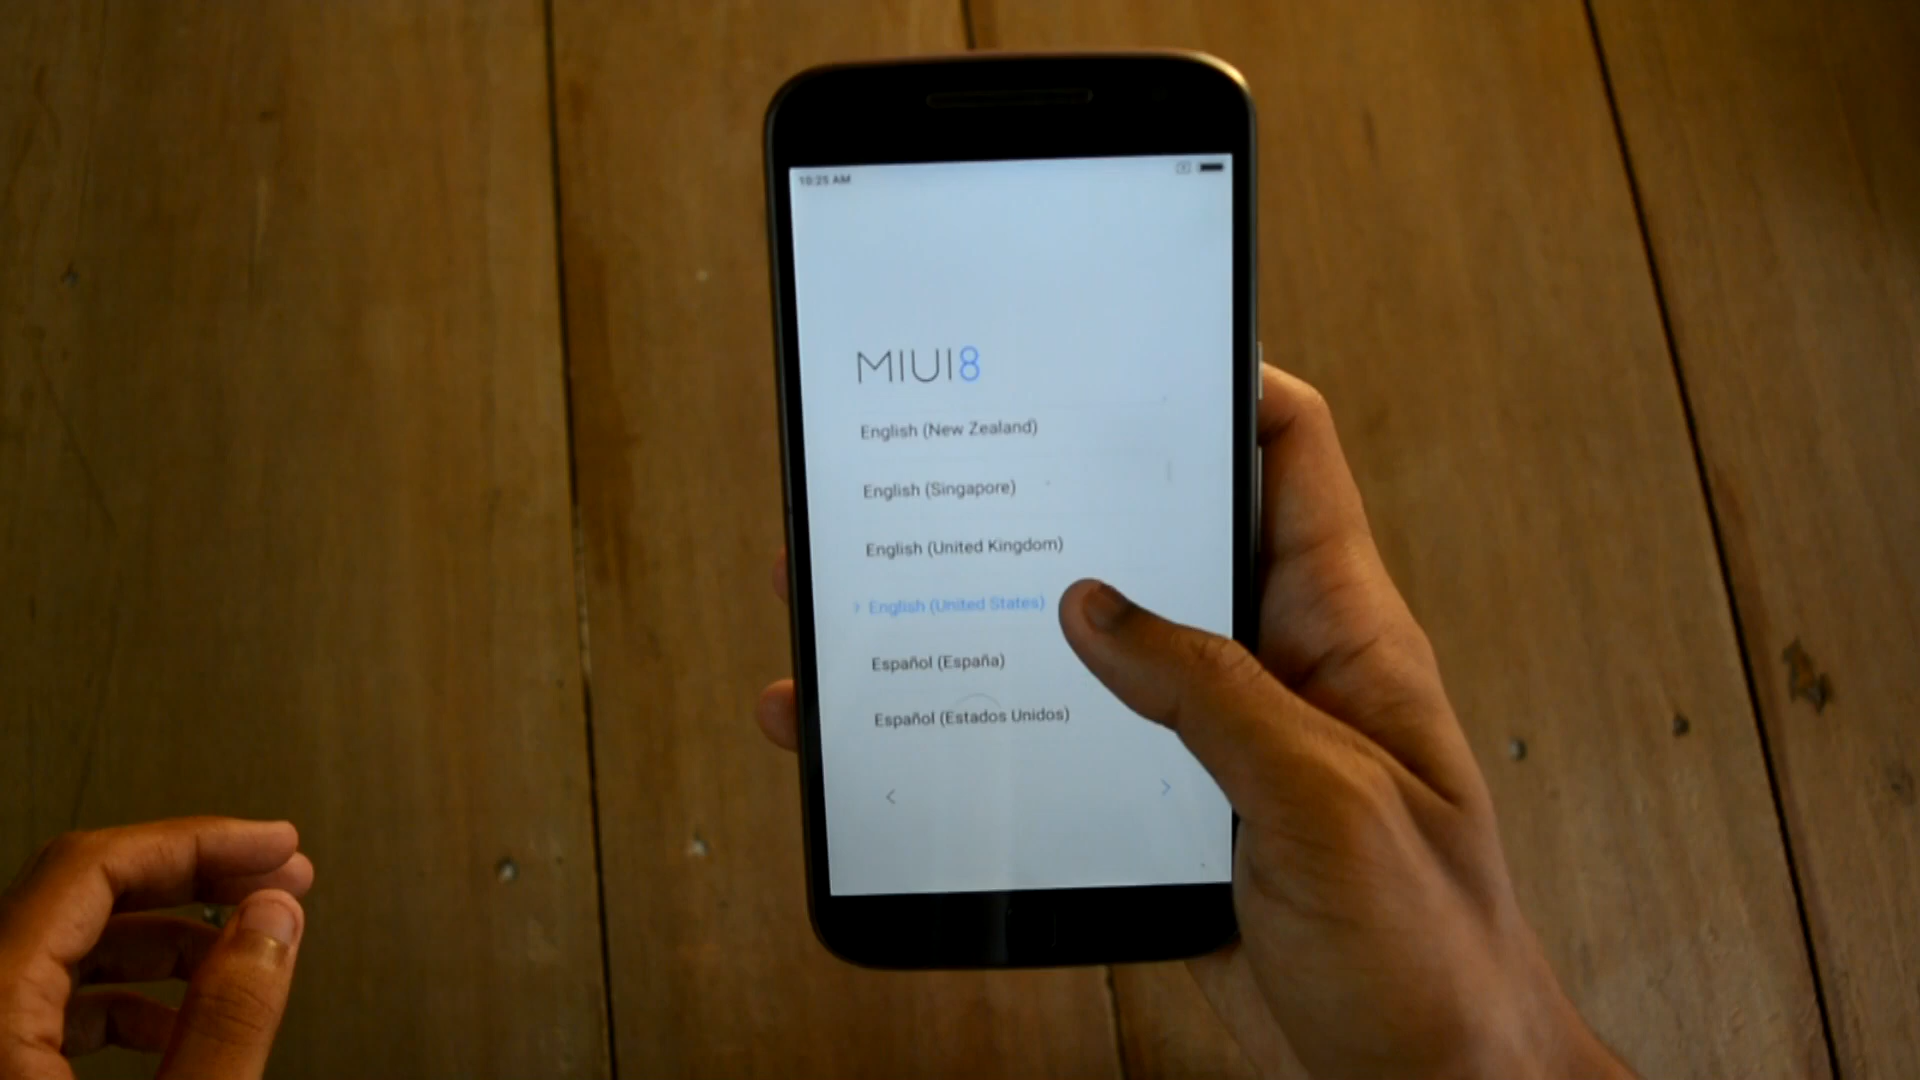 10:25 AM
MIUI8
English (New Zealand)
English (Singapore)
English (United Kingdom)
English (United States)
Español (España)
Español (Estados Unidos)